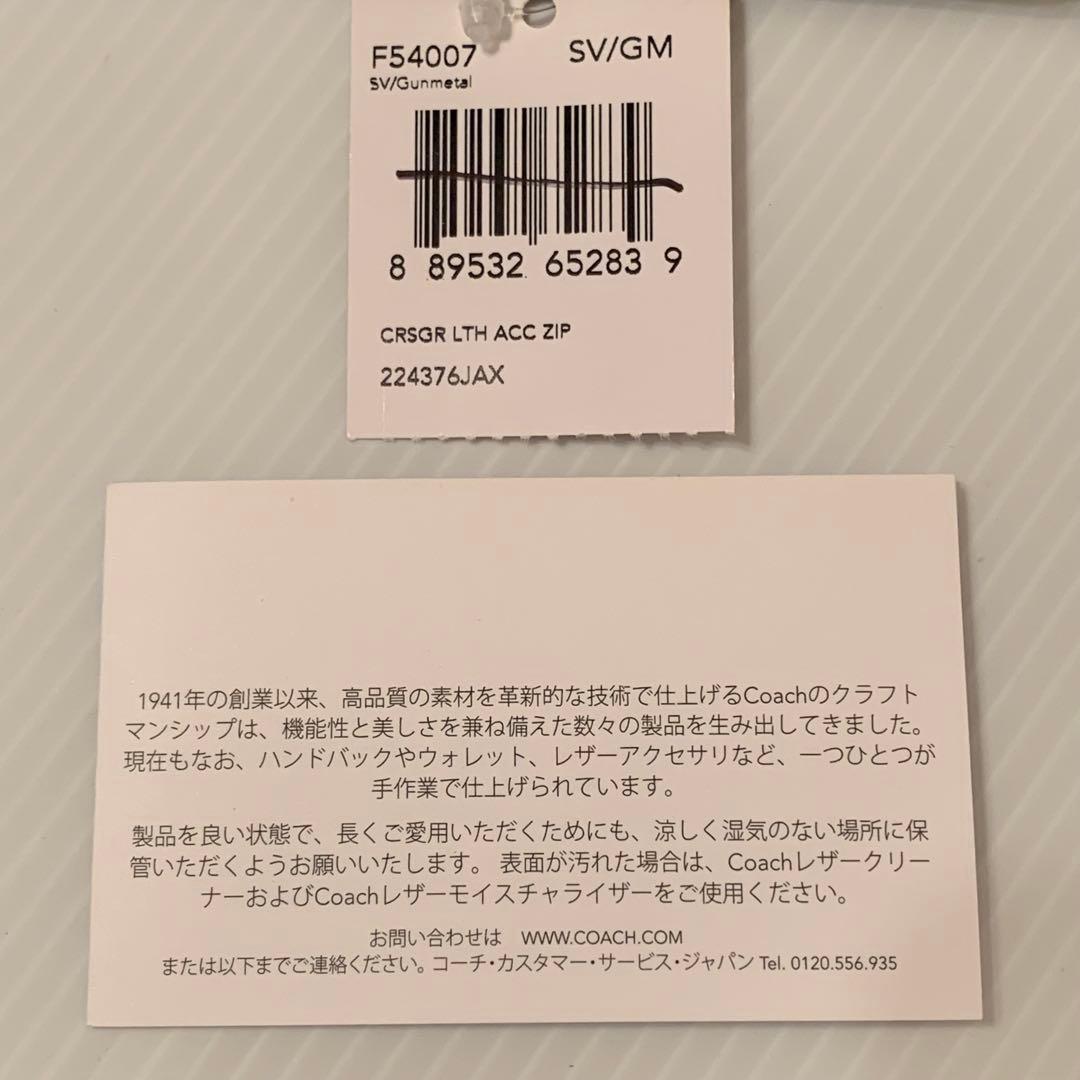 F54007 SV/GM
SV/Gunmetal
8 89532 65283 9
CRSGR LTH ACC ZIP
224376JAX
1941年の創業以来、高品質の素材を革新的な技術で仕上げるCoachのクラフト
マンシップは、機能性と美しさを兼ね備えた数々の製品を生み出してきました。
現在もなお、ハンドバックやウォレット、レザーアクセサリなど、一つひとつが
手作業で仕上げられています。
製品を良い状態で、長くご愛用いただくためにも、涼しく湿気のない場所に保
管いただくようお願いいたします。 表面が汚れた場合は、Coachレザークリー
ナーおよびCoachレザーモイスチャライザーをご使用ください。
お問い合わせは　WWW.COACH.COM
または以下までご連絡ください。コーチ・カスタマー・サービス・ジャパン Tel. 0120.556.935